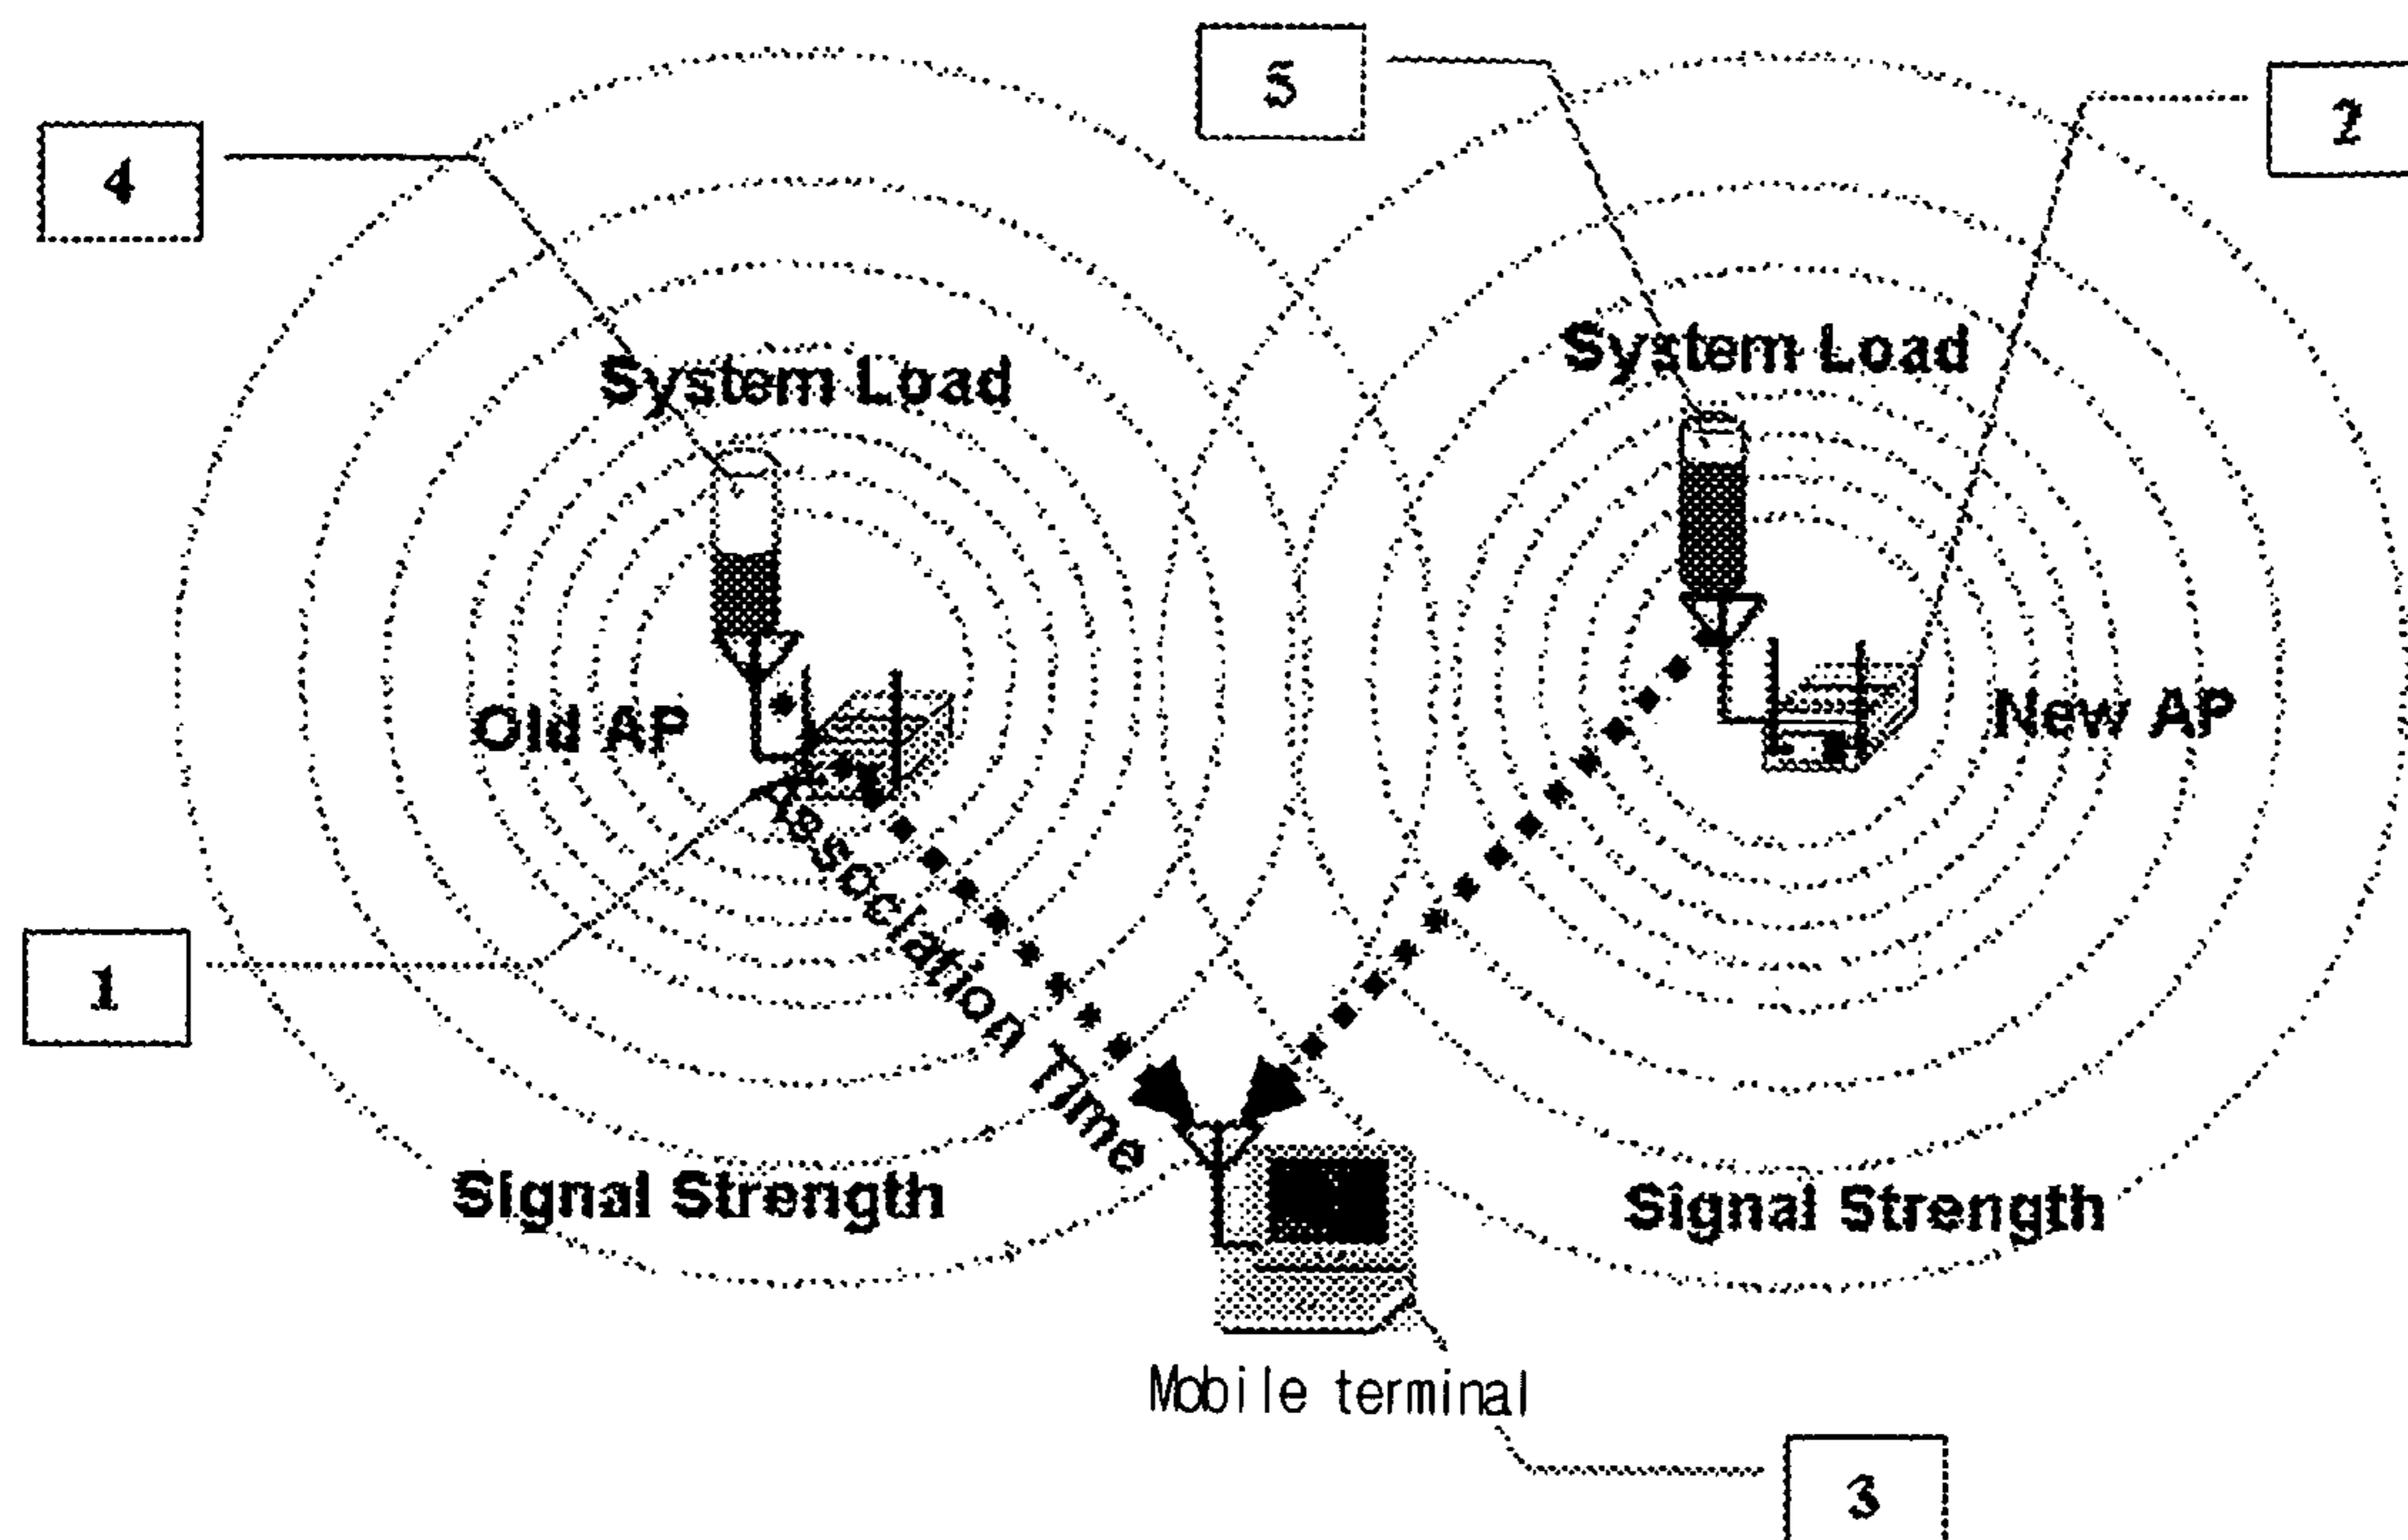 5
2
4
System Load
System Load
Old AP
New AP
Association Time
1
Signal Strength
Signal Strength
Mobile terminal
3